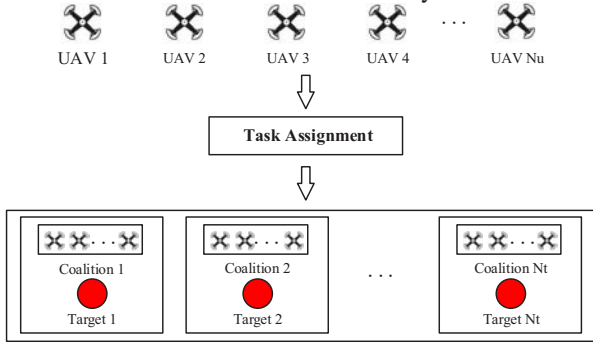 UAV 1 UAV 2 UAV 3 UAV 4 ... UAV Nu
Task Assignment
... ... ...
Coalition 1 Coalition 2 ... Coalition Nt
Target 1 Target 2 Target Nt